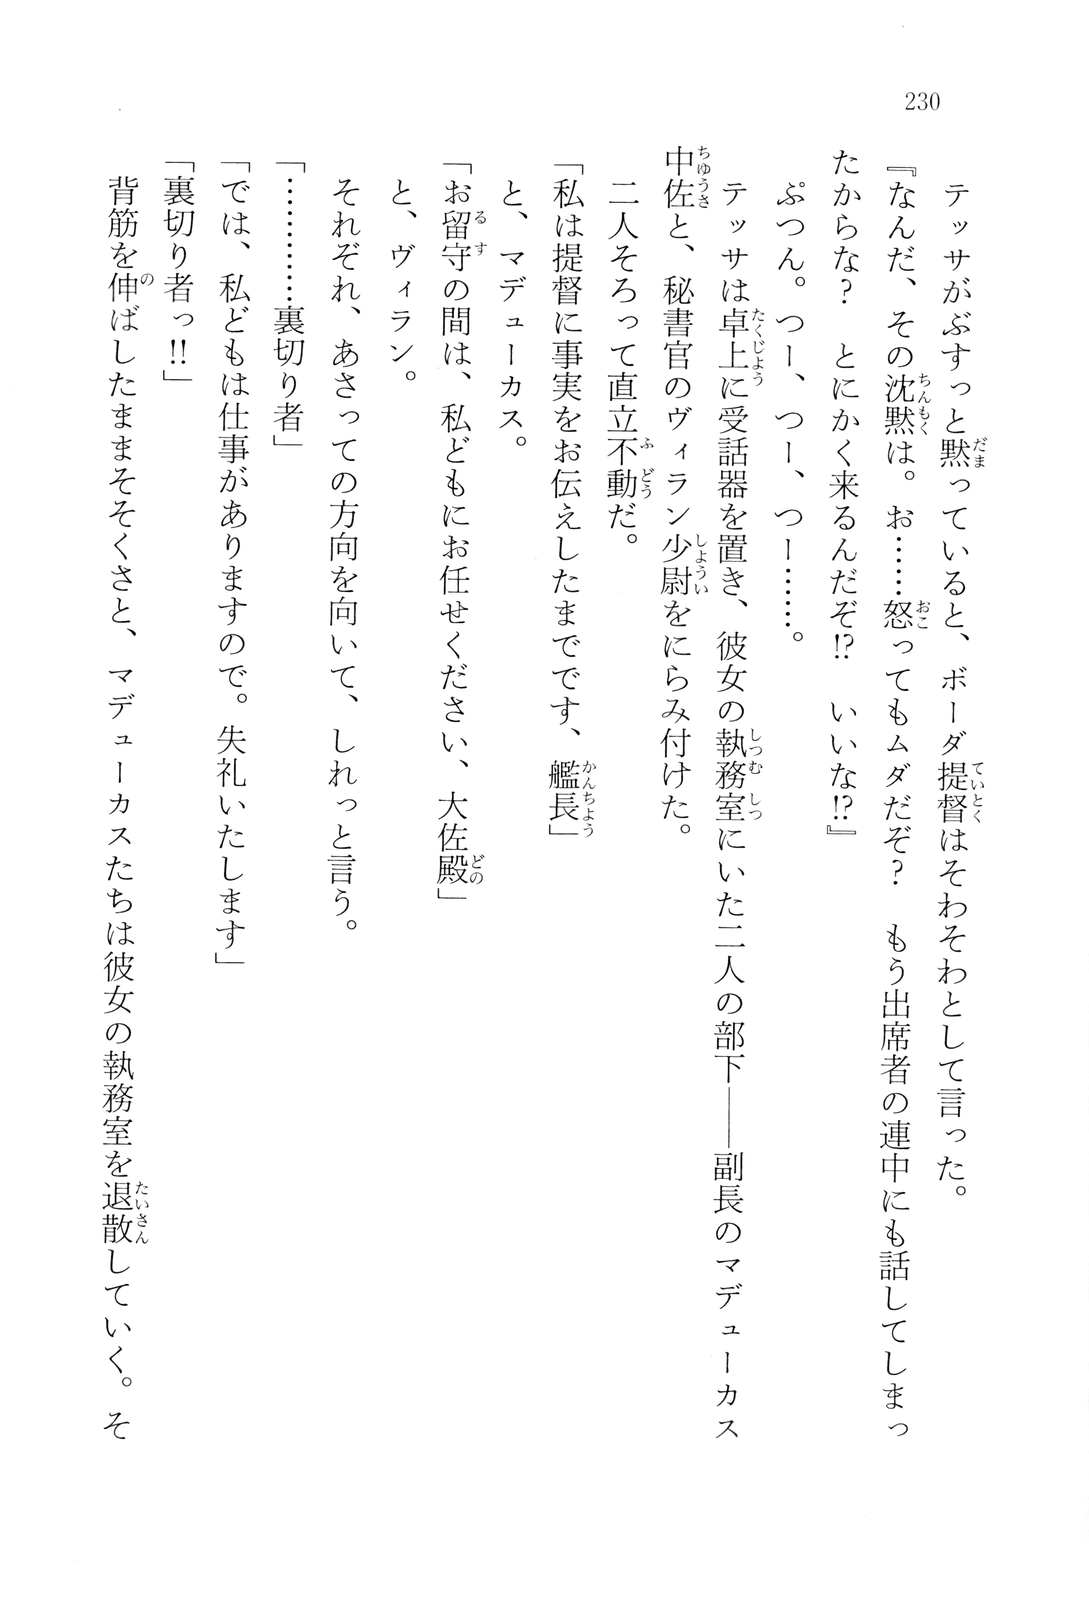 230
　テッサがぶすっと黙っていると、ボーダ提督はそわそわとして言った。
『なんだ、その沈黙は。お……怒ってもムダだぞ？　もう出席者の連中にも話してしまっ
たからな？　とにかく来るんだぞ!?　いいな!?』
　ぷつん。つー、つー、つー……。
　テッサは卓上に受話器を置き、彼女の執務室にいた二人の部下――副長のマデューカス
中佐と、秘書官のヴィラン少尉をにらみ付けた。
　二人そろって直立不動だ。
「私は提督に事実をお伝えしたまでです、艦長」
　と、マデューカス。
「お留守の間は、私どもにお任せください、大佐殿」
　と、ヴィラン。
　それぞれ、あさっての方向を向いて、しれっと言う。
「…………裏切り者」
「では、私どもは仕事がありますので。失礼いたします」
「裏切り者っ!!」
　背筋を伸ばしたままそそくさと、マデューカスたちは彼女の執務室を退散していく。そ